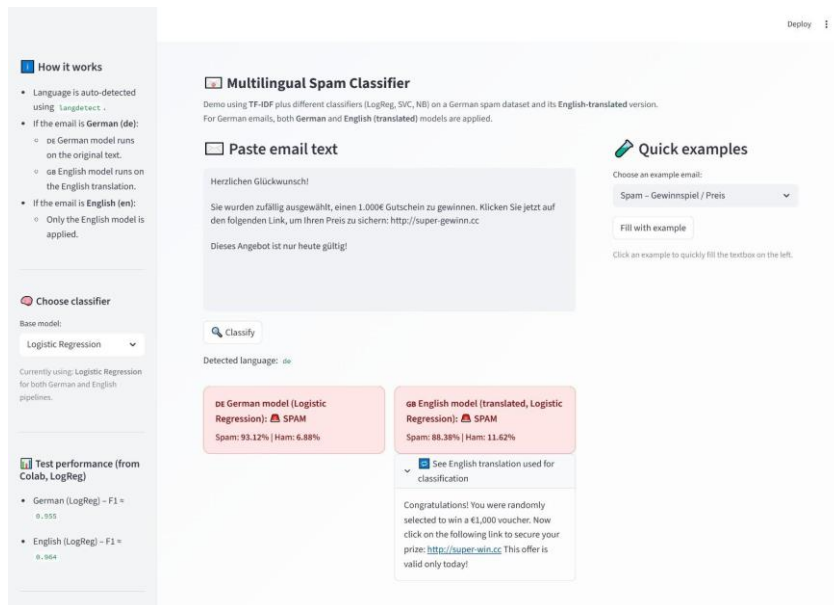 Deploy
How it works
• Language is auto-detected
using langdetect .
• If the email is German (de):
◦ DE German model runs
on the original text.
◦ GB English model runs on
the English translation.
• If the email is English (en):
◦ Only the English model is
applied.
Choose classifier
Base model:
Logistic Regression
Currently using: Logistic Regression
for both German and English
pipelines.
Test performance (from
Colab, LogReg)
• German (LogReg) – F1 ≈
0.955
• English (LogReg) – F1 ≈
0.964
Multilingual Spam Classifier
Demo using TF-IDF plus different classifiers (LogReg, SVC, NB) on a German spam dataset and its English-translated version.
For German emails, both German and English (translated) models are applied.
Paste email text
Herzlichen Glückwunsch!
Sie wurden zufällig ausgewählt, einen 1.000€ Gutschein zu gewinnen. Klicken Sie jetzt auf
den folgenden Link, um Ihren Preis zu sichern: http://super-gewinn.cc
Dieses Angebot ist nur heute gültig!
Classify
Detected language: de
DE German model (Logistic
Regression): SPAM
Spam: 93.12% | Ham: 6.88%
GB English model (translated, Logistic
Regression): SPAM
Spam: 88.38% | Ham: 11.62%
See English translation used for
classification
Congratulations! You were randomly
selected to win a €1,000 voucher. Now
click on the following link to secure your
prize: http://super-win.cc This offer is
valid only today!
Quick examples
Choose an example email:
Spam – Gewinnspiel / Preis
Fill with example
Click an example to quickly fill the textbox on the left.